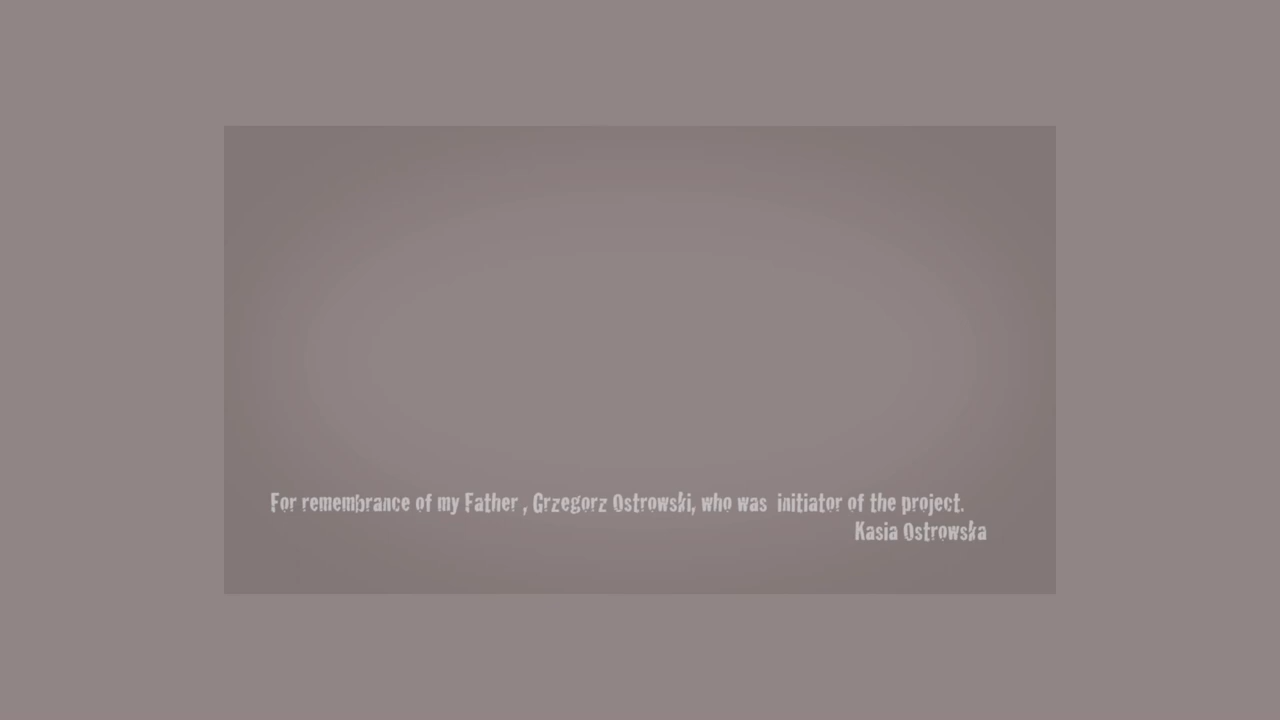 For remembrance of my Father , Grzegorz Ostrowski, who was  initiator of the project.
Kasia Ostrowska